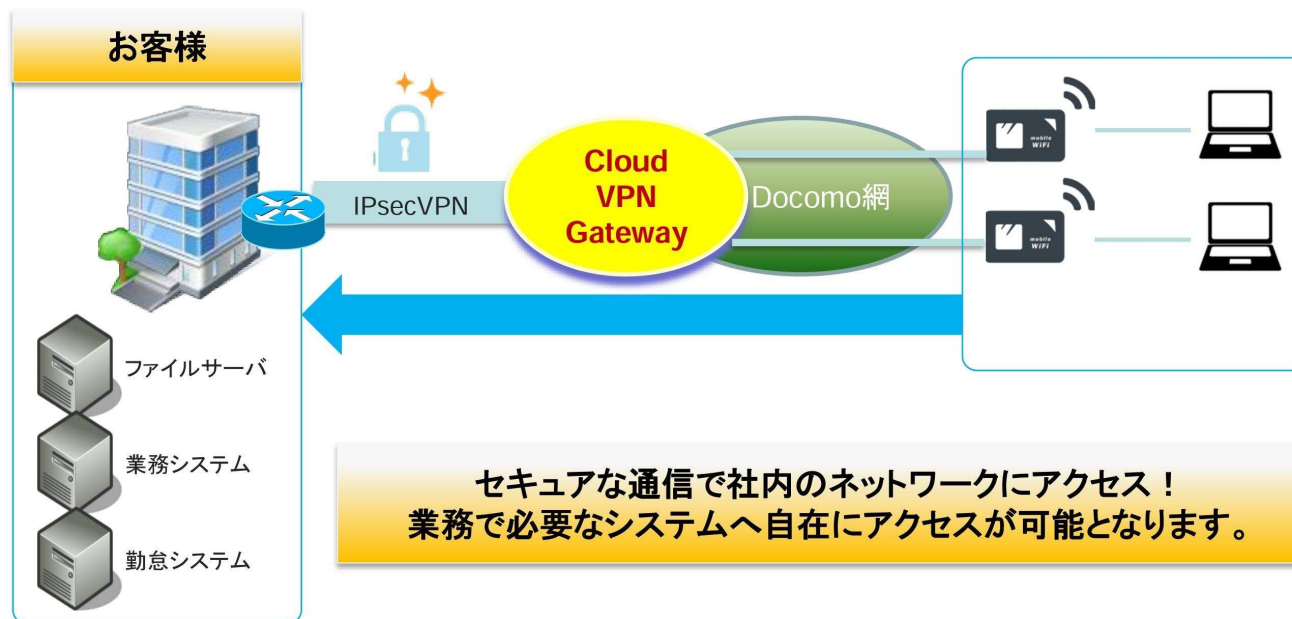 お客様
IPsecVPN
Cloud
VPN
Gateway
Docomo網
mobile
WiFi
mobile
WiFi
ファイルサーバ
業務システム
勤怠システム
セキュアな通信で社内のネットワークにアクセス！
業務で必要なシステムへ自在にアクセスが可能となります。